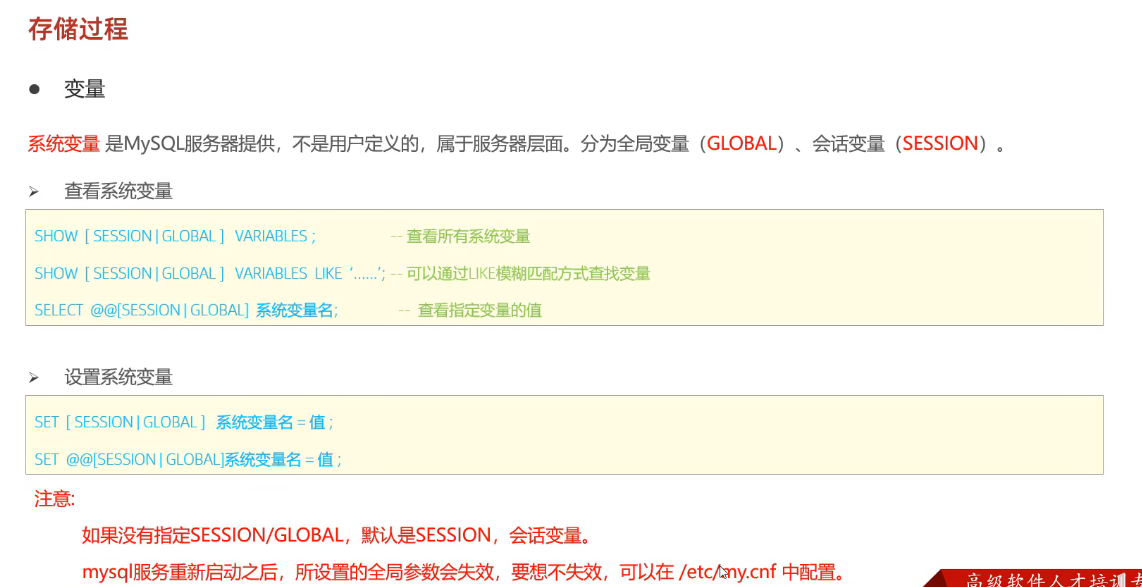 存储过程
● 变量
系统变量 是MySQL服务器提供，不是用户定义的，属于服务器层面。分为全局变量（GLOBAL）、会话变量（SESSION）。
➢ 查看系统变量
SHOW [ SESSION | GLOBAL ] VARIABLES ; -- 查看所有系统变量
SHOW [ SESSION | GLOBAL ] VARIABLES LIKE ‘......’; -- 可以通过LIKE模糊匹配方式查找变量
SELECT @@[SESSION | GLOBAL] 系统变量名; -- 查看指定变量的值
➢ 设置系统变量
SET [ SESSION | GLOBAL ] 系统变量名 = 值 ;
SET @@[SESSION | GLOBAL]系统变量名 = 值 ;
注意:
如果没有指定SESSION/GLOBAL，默认是SESSION，会话变量。
mysql服务重新启动之后，所设置的全局参数会失效，要想不失效，可以在 /etc/my.cnf 中配置。
高级软件人才培训